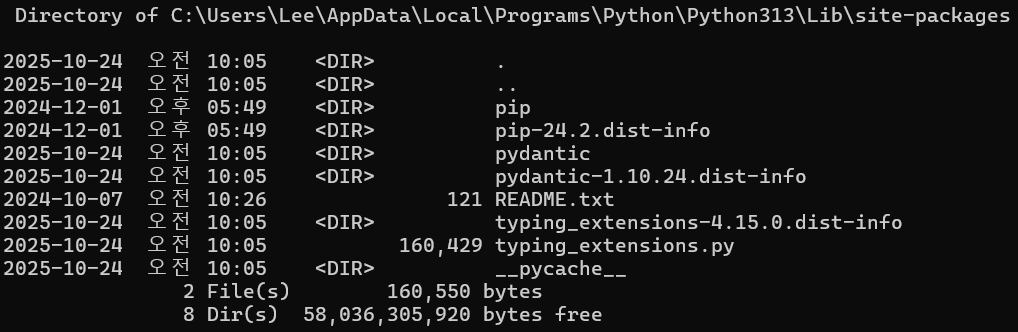 Directory of C:\Users\Lee\AppData\Local\Programs\Python\Python313\Lib\site-packages
2025-10-24  오전 10:05    <DIR>          .
2025-10-24  오전 10:05    <DIR>          ..
2024-12-01  오후 05:49    <DIR>          pip
2024-12-01  오후 05:49    <DIR>          pip-24.2.dist-info
2025-10-24  오전 10:05    <DIR>          pydantic
2025-10-24  오전 10:05    <DIR>          pydantic-1.10.24.dist-info
2024-10-07  오전 10:26               121 README.txt
2025-10-24  오전 10:05    <DIR>          typing_extensions-4.15.0.dist-info
2025-10-24  오전 10:05           160,429 typing_extensions.py
2025-10-24  오전 10:05    <DIR>          __pycache__
               2 File(s)        160,550 bytes
               8 Dir(s)  58,036,305,920 bytes free